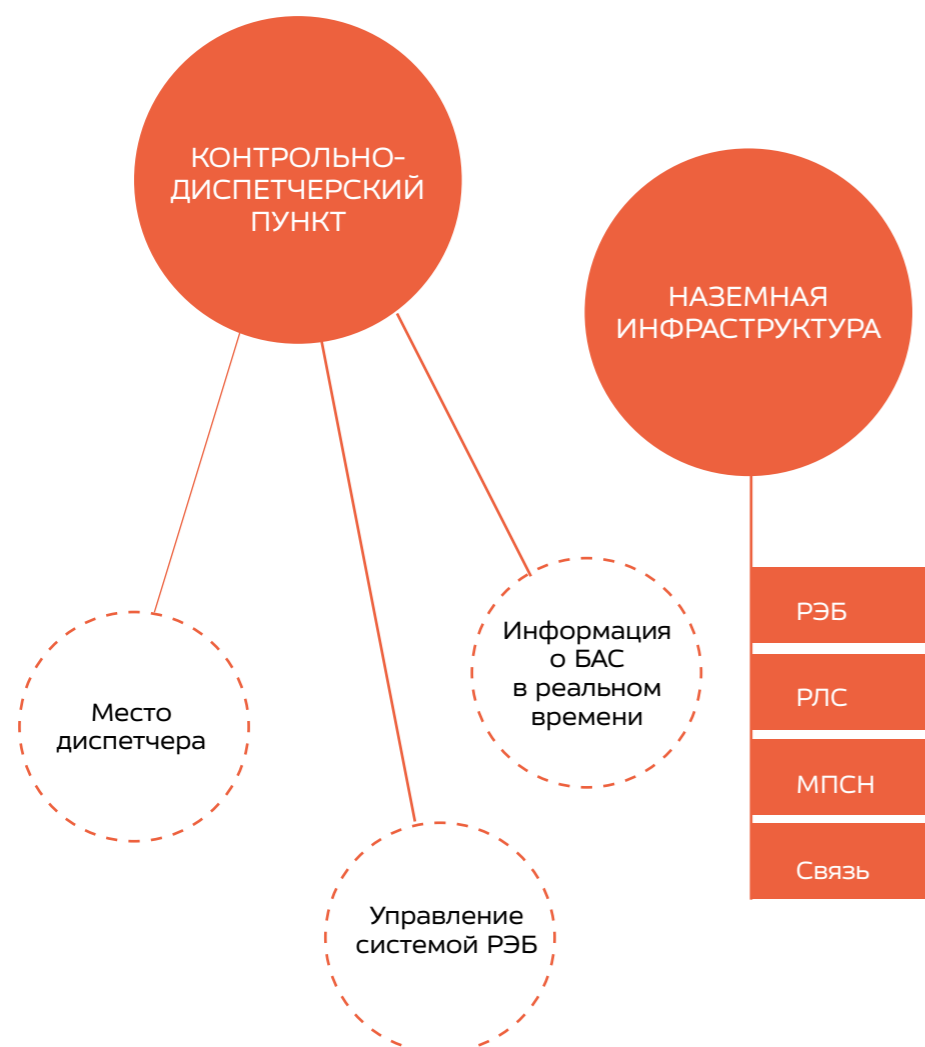 КОНТРОЛЬНО-
ДИСПЕТЧЕРСКИЙ
ПУНКТ
НАЗЕМНАЯ
ИНФРАСТРУКТУРА
Место
диспетчера
Управление
системой РЭБ
Информация
о БАС
в реальном
времени
РЭБ
РЛС
МПСН
Связь